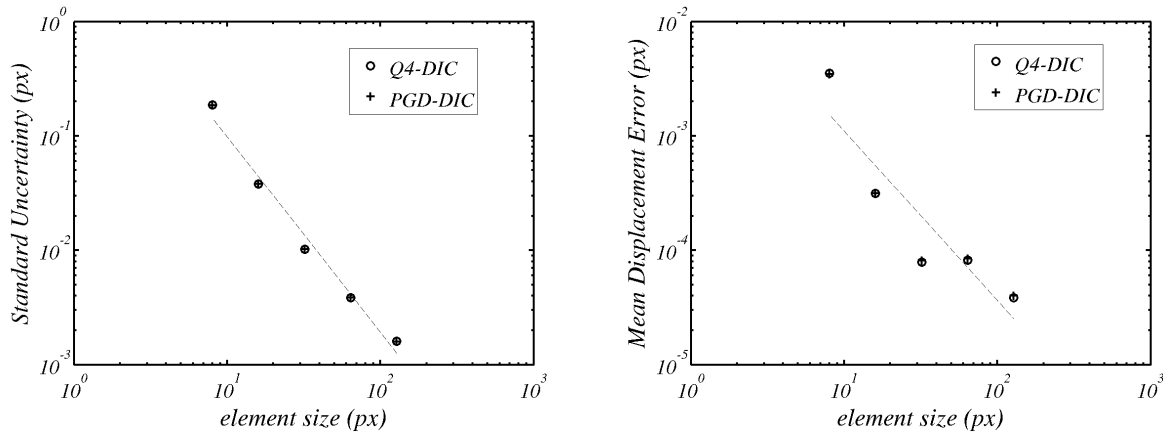 10^0
10^-1
10^-2
10^-3
10^0 10^1 10^2 10^3
Standard Uncertainty (px)
element size (px)
Q4-DIC
PGD-DIC
10^-2
10^-3
10^-4
10^-5
10^0 10^1 10^2 10^3
Mean Displacement Error (px)
element size (px)
Q4-DIC
PGD-DIC